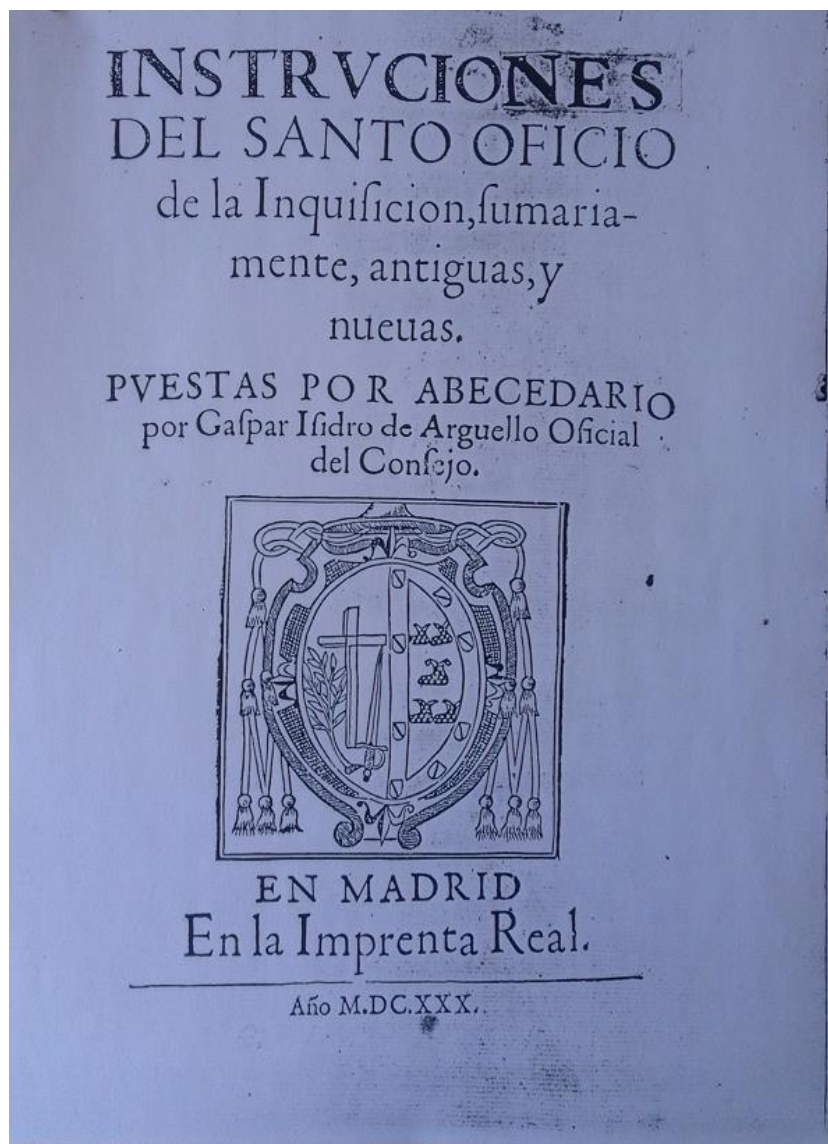 INSTRVCIONES
DEL SANTO OFICIO
de la Inquiſicion,ſumaria-
mente, antiguas, y
nueuas.
PVESTAS POR ABECEDARIO
por Gaſpar Iſidro de Arguello Oficial
del Conſejo.
EN MADRID
En la Imprenta Real.
Año M.DC.XXX.